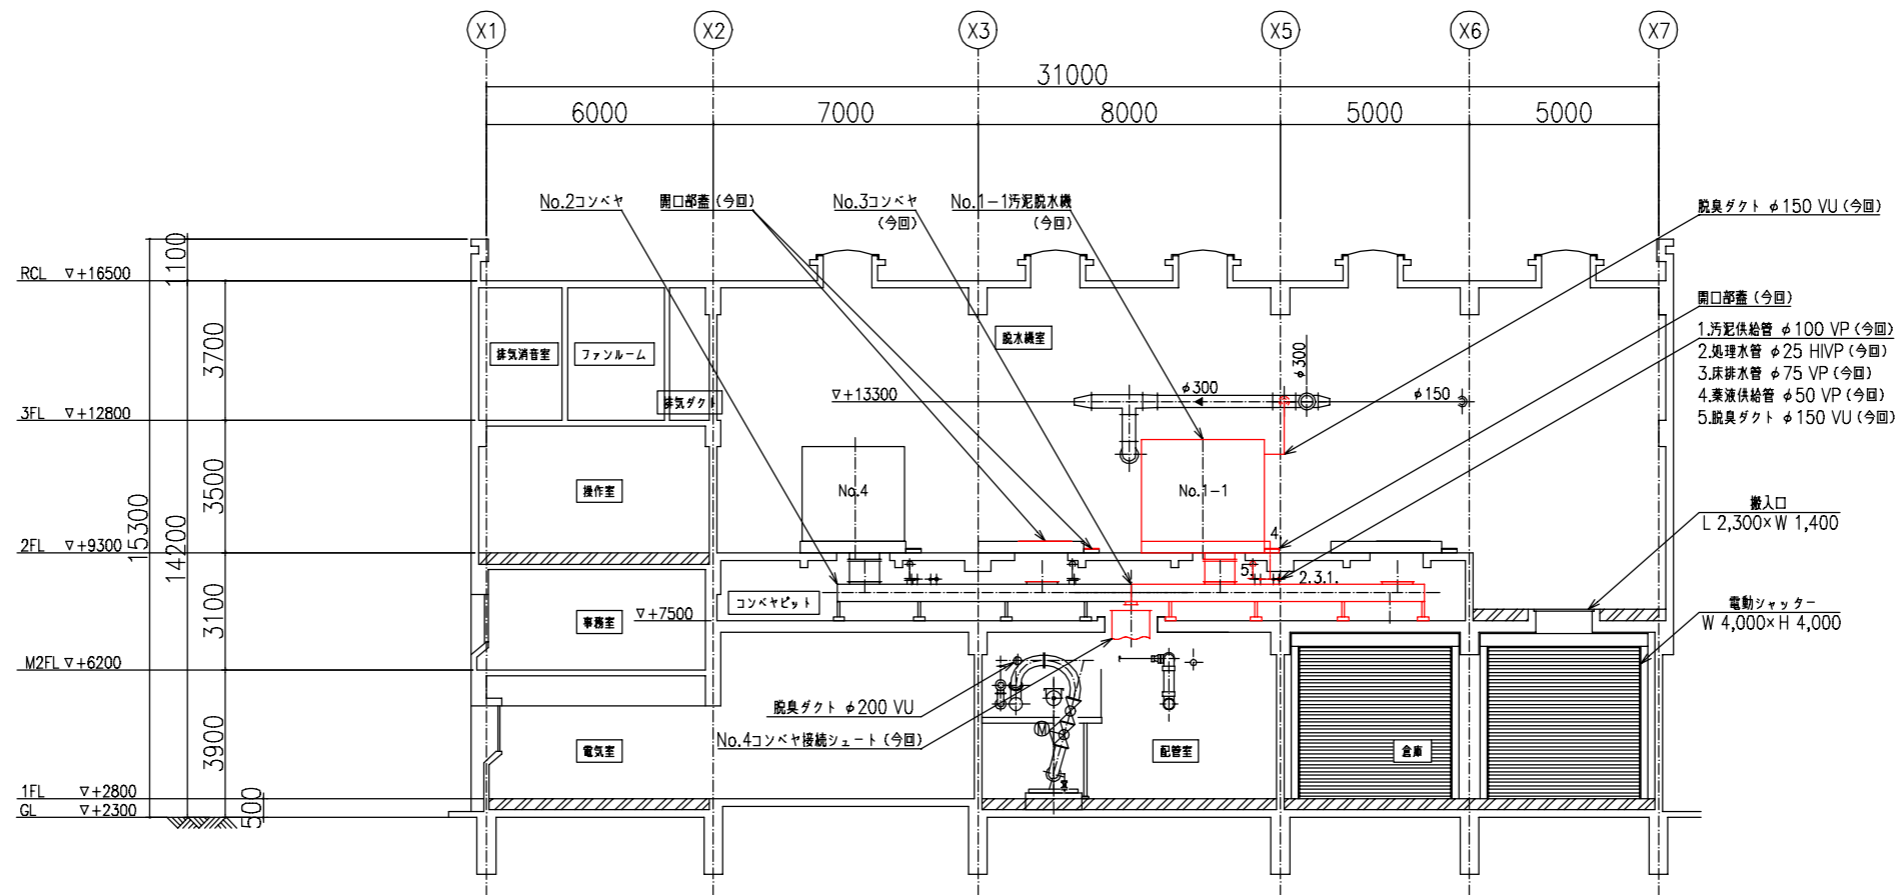 X1 X2 X3 X5 X6 X7
31000
6000 7000 8000 5000 5000
No.2コンベヤ
開口部蓋(今回)
No.3コンベヤ
(今回)
No.1-1汚泥脱水機
(今回)
脱臭ダクト φ150 VU(今回)
開口部蓋(今回)
1.汚泥供給管 φ100 VP(今回)
2.処理水管 φ25 HIVP(今回)
3.床排水管 φ75 VP(今回)
4.薬液供給管 φ50 VP(今回)
5.脱臭ダクト φ150 VU(今回)
搬入口
L 2,300×W 1,400
電動シャッター
W 4,000×H 4,000
RCL ▽+16500
3FL ▽+12800
2FL ▽+9300
M2FL ▽+6200
1FL ▽+2800
GL ▽+2300
15300
14200
1100
3700
3500
3100
3900
500
排気消音室
ファンルーム
排気ダクト
脱水機室
▽+13300
φ300
φ300
φ150
操作室
No.4
No.1-1
4.
5.
2.3.1.
コンベヤピット
事務室
▽+7500
脱臭ダクト φ200 VU
No.4コンベヤ接続シュート(今回)
M
電気室
配管室
倉庫